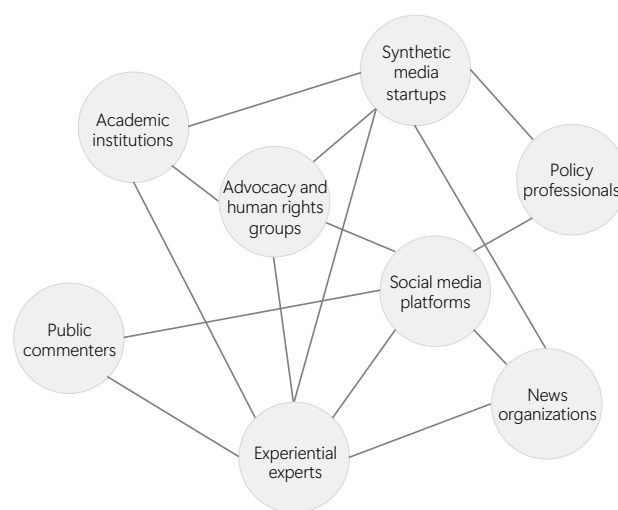 Synthetic
media
startups
Academic
institutions
Policy
professionals
Advocacy and
human rights
groups
Social media
platforms
Public
commenters
News
organizations
Experiential
experts